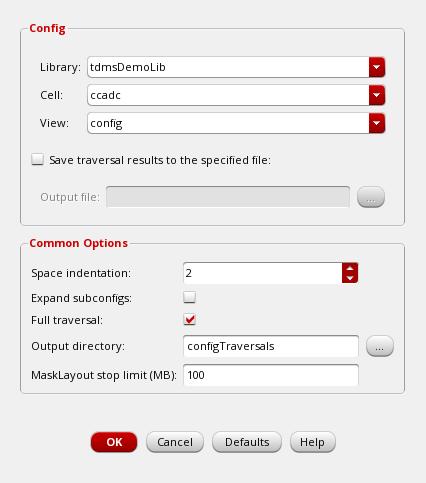 Config
Library: tdmsDemoLib
Cell: ccadc
View: config
Save traversal results to the specified file:
Output file: ...
Common Options
Space indentation: 2
Expand subconfigs:
Full traversal:
Output directory: configTraversals ...
MaskLayout stop limit (MB): 100
OK Cancel Defaults Help